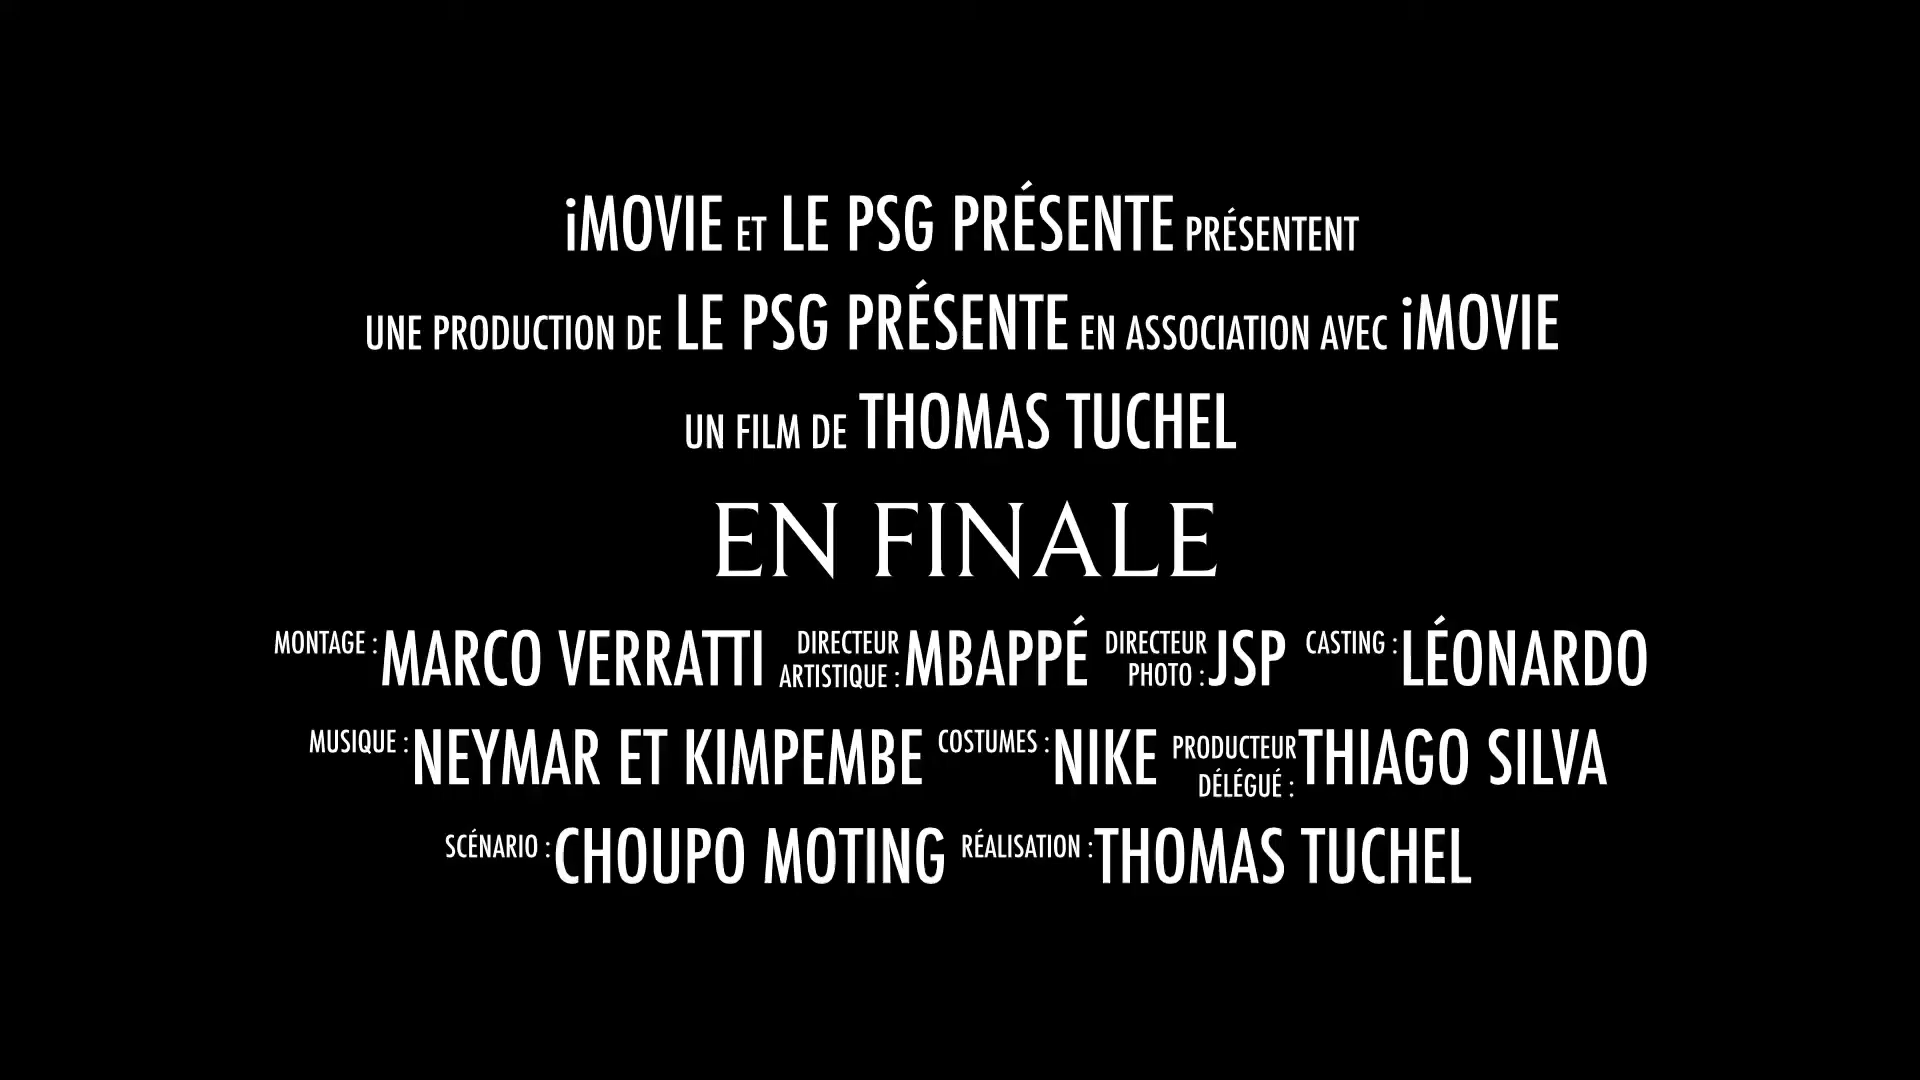 iMOVIE ET LE PSG PRÉSENTE PRÉSENTENT
UNE PRODUCTION DE LE PSG PRÉSENTE EN ASSOCIATION AVEC iMOVIE
UN FILM DE THOMAS TUCHEL
EN FINALE
MONTAGE : MARCO VERRATTI DIRECTEUR ARTISTIQUE : MBAPPÉ DIRECTEUR PHOTO : JSP CASTING : LÉONARDO
MUSIQUE : NEYMAR ET KIMPEMBE COSTUMES : NIKE PRODUCTEUR DÉLÉGUÉ : THIAGO SILVA
SCÉNARIO : CHOUPO MOTING RÉALISATION : THOMAS TUCHEL